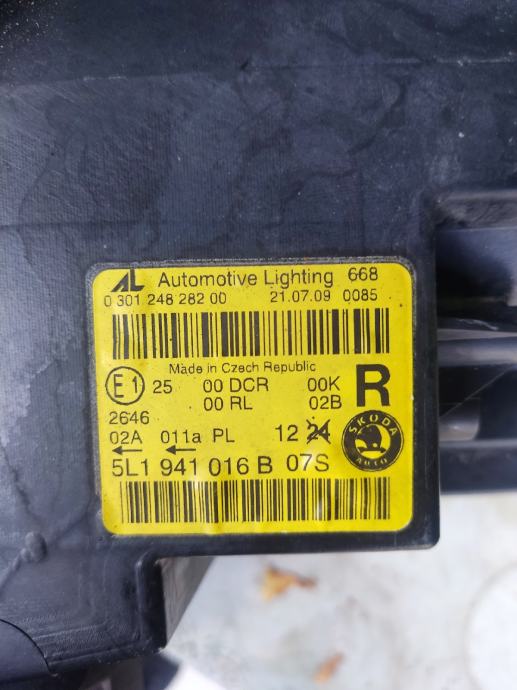 AL Automotive Lighting 668
0 301 248 282 00 21.07.09 0085
Made in Czech Republic
E1 25 00 DCR 00K R
00 RL 02B
2646
02A 011a PL 12 24
5L1 941 016 B 07S
SKODA
AUTO